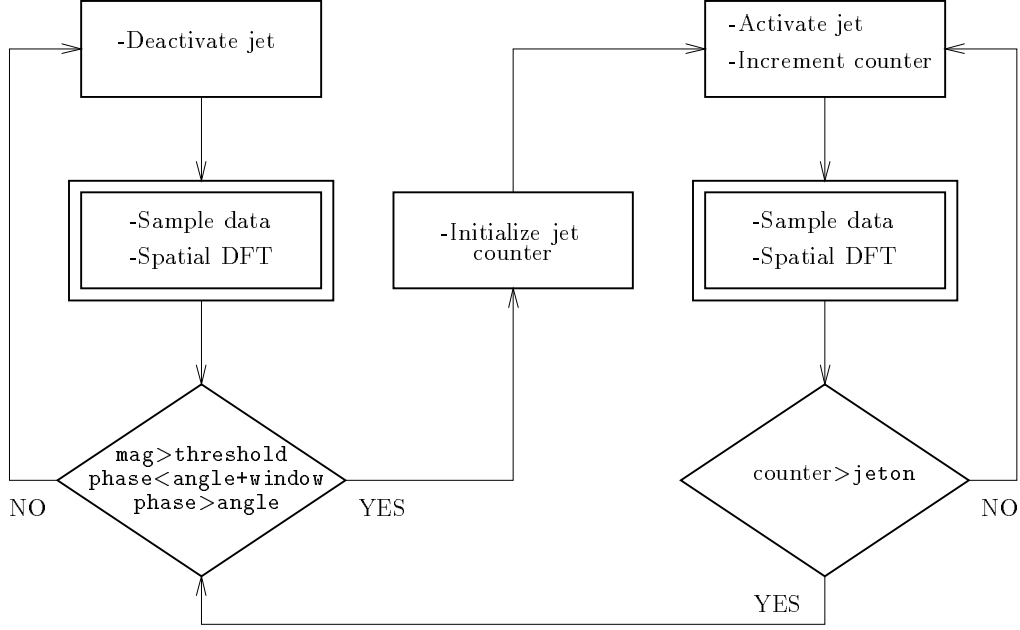 -Deactivate jet
-Sample data
-Spatial DFT
mag>threshold
phase<angle+window
phase>angle
NO
YES
-Initialize jet
counter
-Activate jet
-Increment counter
-Sample data
-Spatial DFT
counter>jeton
NO
YES